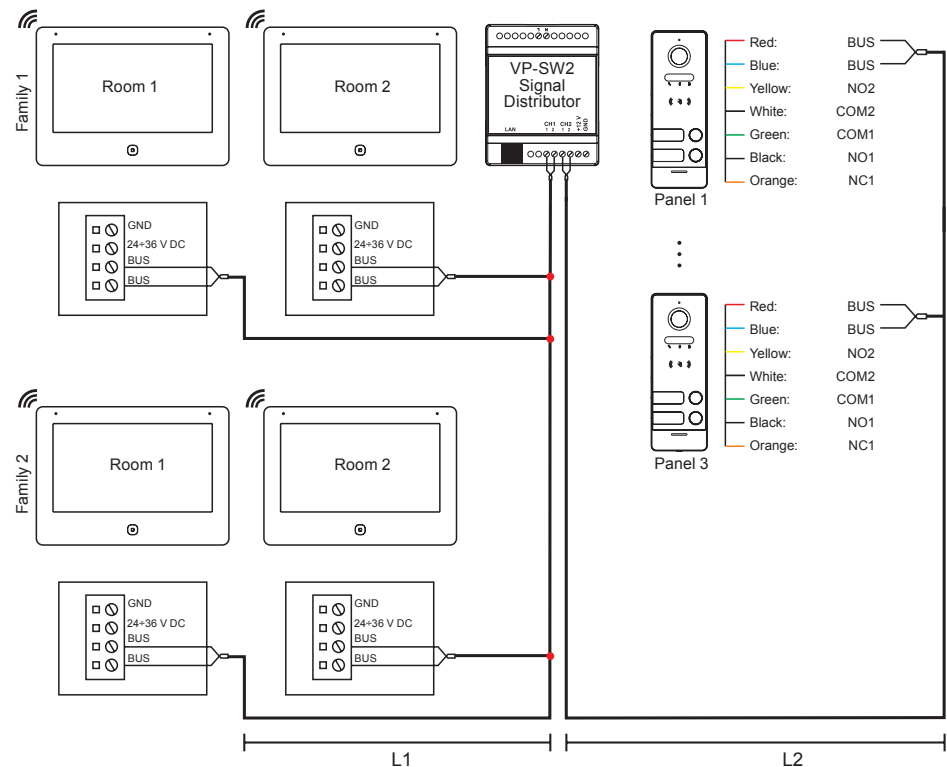 Family 1
Room 1
Room 2
VP-SW2
Signal
Distributor
L N
LAN
CH1 CH2 +12 V GND
1 2 1 2
GND
24÷36 V DC
BUS
BUS
GND
24÷36 V DC
BUS
BUS
Red: BUS
Blue: BUS
Yellow: NO2
White: COM2
Green: COM1
Black: NO1
Orange: NC1
Panel 1
Red: BUS
Blue: BUS
Yellow: NO2
White: COM2
Green: COM1
Black: NO1
Orange: NC1
Panel 3
Family 2
Room 1
Room 2
GND
24÷36 V DC
BUS
BUS
GND
24÷36 V DC
BUS
BUS
L1
L2